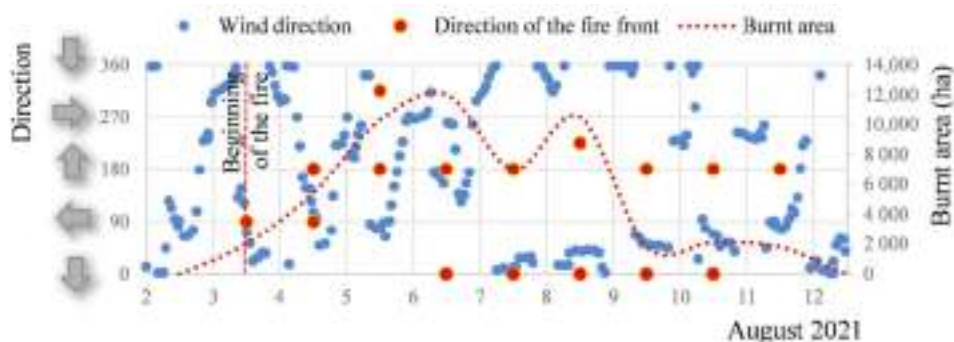 Wind direction Direction of the fire front Burnt area
Direction
360
270
180
90
0
Beginning
of the fire
14,000
12,000
10,000
8 000
6 000
4 000
2 000
0
Burnt area (ha)
2 3 4 5 6 7 8 9 10 11 12
August 2021